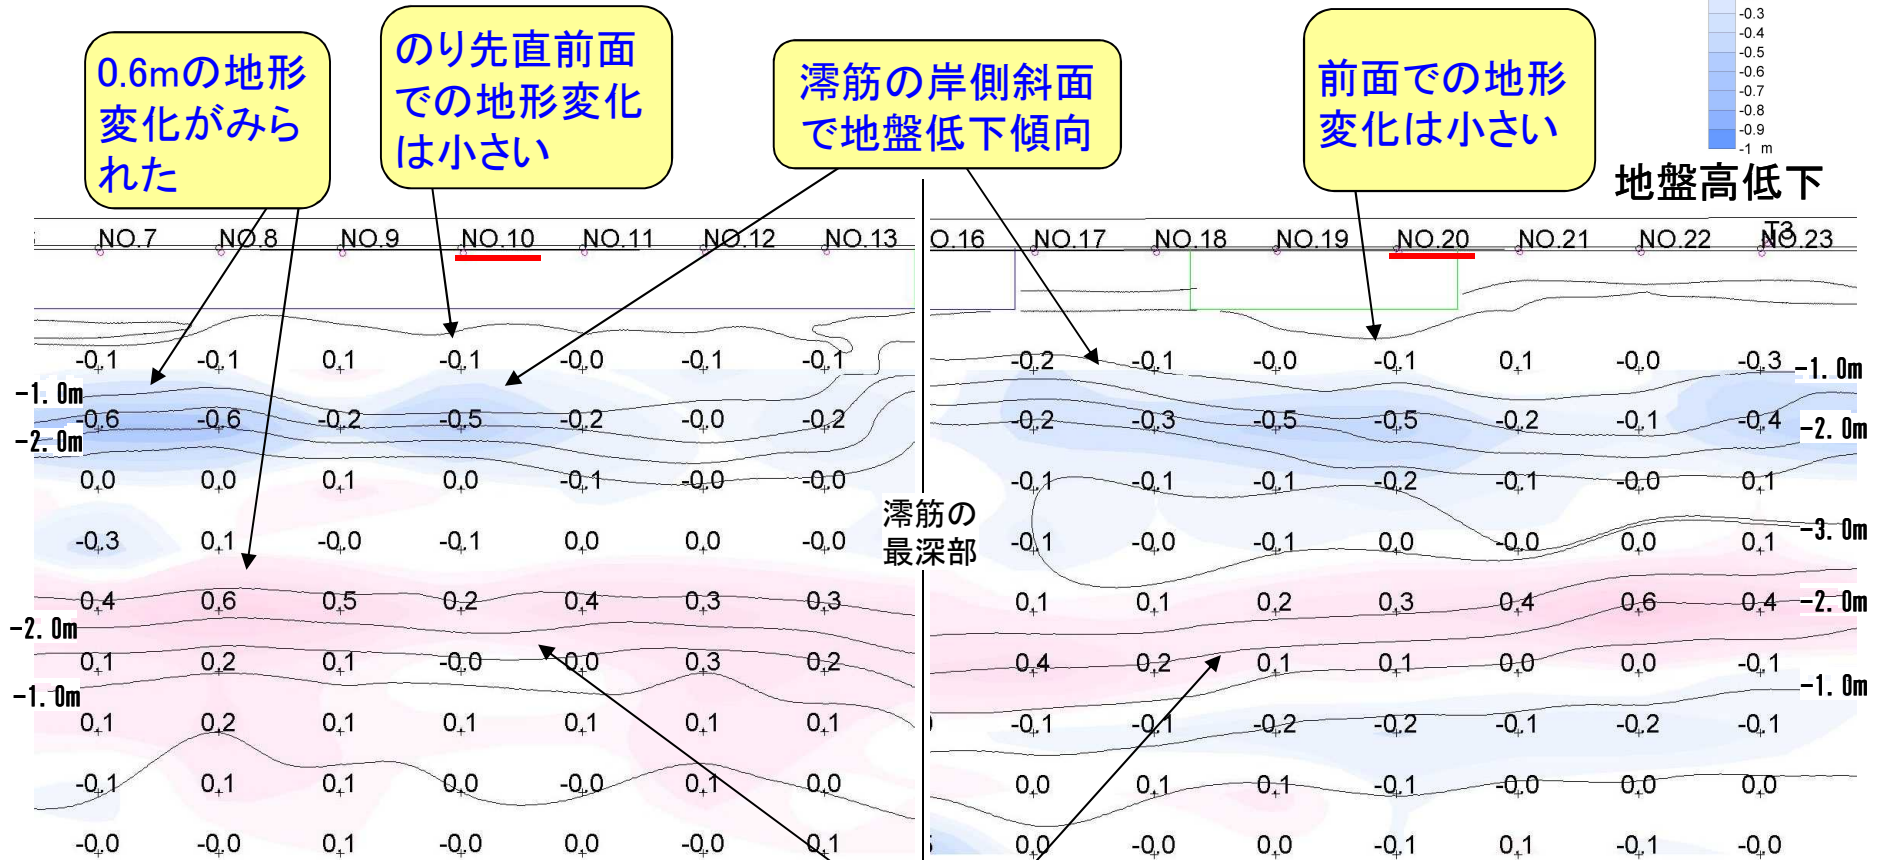 0.6mの地形
変化がみら
れた
のり先直前面
での地形変化
は小さい
澪筋の岸側斜面
で地盤低下傾向
前面での地形
変化は小さい
-0.3
-0.4
-0.5
-0.6
-0.7
-0.8
-0.9
-1 m
地盤高低下
NO.7 NO.8 NO.9 NO.10 NO.11 NO.12 NO.13
O.16 NO.17 NO.18 NO.19 NO.20 NO.21 NO.22 NO.23
T3
-0.1 -0.1 0.1 -0.1 -0.0 -0.1 -0.1
-0.2 -0.1 -0.0 -0.1 0.1 -0.0 -0.3
-1.0m
-1.0m
-0.6 -0.6 -0.2 -0.5 -0.2 -0.0 -0.2
-0.2 -0.3 -0.5 -0.5 -0.2 -0.1 -0.4
-2.0m
-2.0m
0.0 0.0 0.1 0.0 -0.1 -0.0 -0.0
-0.1 -0.1 -0.1 -0.2 -0.1 -0.0 0.1
澪筋の
最深部
-0.3 0.1 -0.0 -0.1 0.0 0.0 -0.0
-0.1 -0.0 -0.1 0.0 -0.0 0.0 0.1
-3.0m
0.4 0.6 0.5 0.2 0.4 0.3 0.3
0.1 0.1 0.2 0.3 0.4 0.6 0.4
-2.0m
-2.0m
0.1 0.2 0.1 -0.0 0.0 0.3 0.2
0.4 0.2 0.1 0.1 0.0 0.0 -0.1
-1.0m
-1.0m
0.1 0.2 0.1 0.1 0.1 0.1 0.1
-0.1 -0.1 -0.2 -0.2 -0.1 -0.2 -0.1
-0.1 0.1 0.1 0.0 -0.0 0.1 0.0
0.0 0.1 0.1 -0.1 -0.0 0.0 0.0
-0.0 -0.0 0.1 -0.0 0.0 -0.0 0.1
0.0 -0.0 0.0 -0.0 0.1 -0.1 -0.0